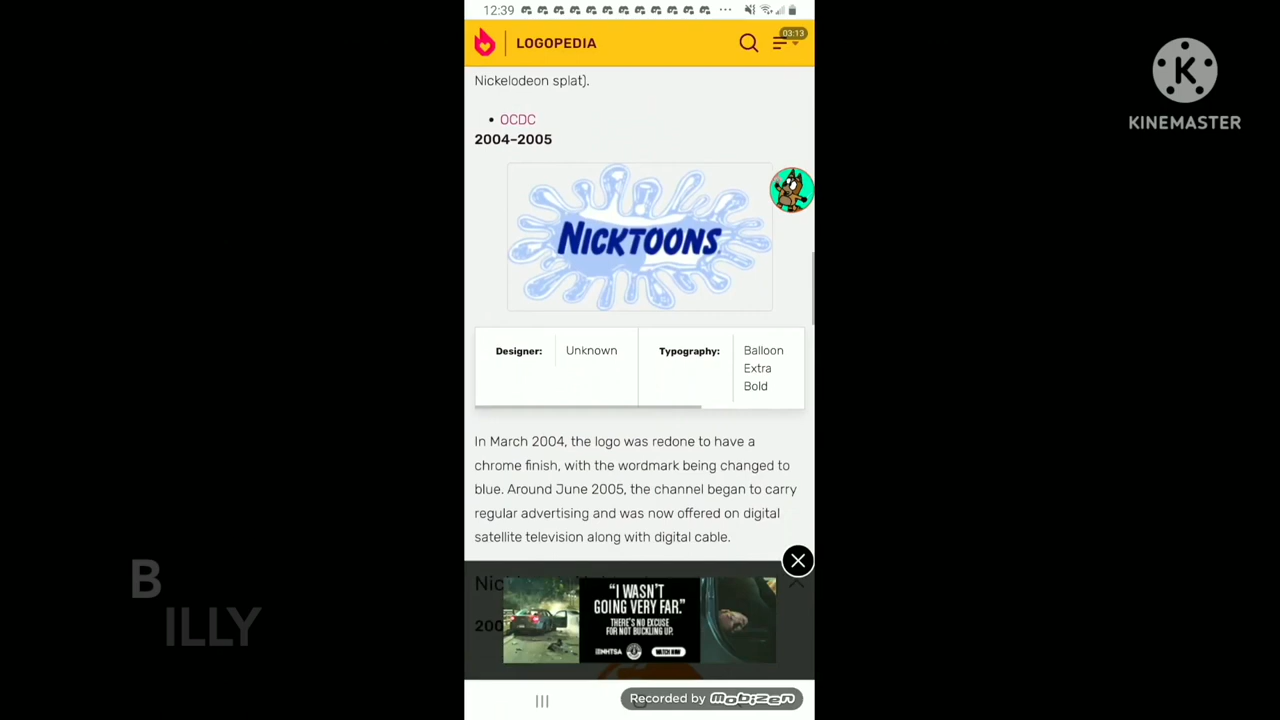 12:39
03:13
LOGOPEDIA
KINEMASTER
Nickelodeon splat).
• OCDC
2004–2005
NICKTOONS
Designer:
Unknown
Typography:
Balloon
Extra
Bold
In March 2004, the logo was redone to have a
chrome finish, with the wordmark being changed to
blue. Around June 2005, the channel began to carry
regular advertising and was now offered on digital
satellite television along with digital cable.
B
ILLY
"I WASN'T
GOING VERY FAR."
THERE'S NO EXCUSE
FOR NOT BUCKLING UP.
NHTSA
WATCH NOW
Recorded by mobizen